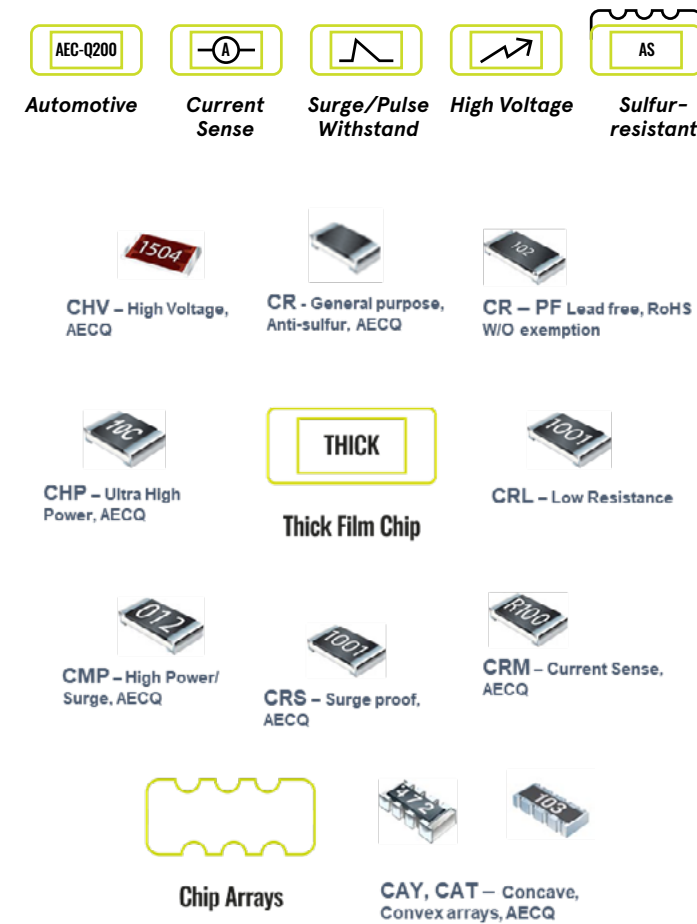 AEC-Q200
A
AS
Automotive
Current
Sense
Surge/Pulse
Withstand
High Voltage
Sulfur-
resistant
1504
102
CHV – High Voltage,
AECQ
CR - General purpose,
Anti-sulfur, AECQ
CR – PF Lead free, RoHS
W/O exemption
10C
THICK
1001
CHP – Ultra High
Power, AECQ
Thick Film Chip
CRL – Low Resistance
012
1001
R100
CMP – High Power/
Surge, AECQ
CRS – Surge proof,
AECQ
CRM – Current Sense,
AECQ
472
103
Chip Arrays
CAY, CAT – Concave,
Convex arrays, AECQ